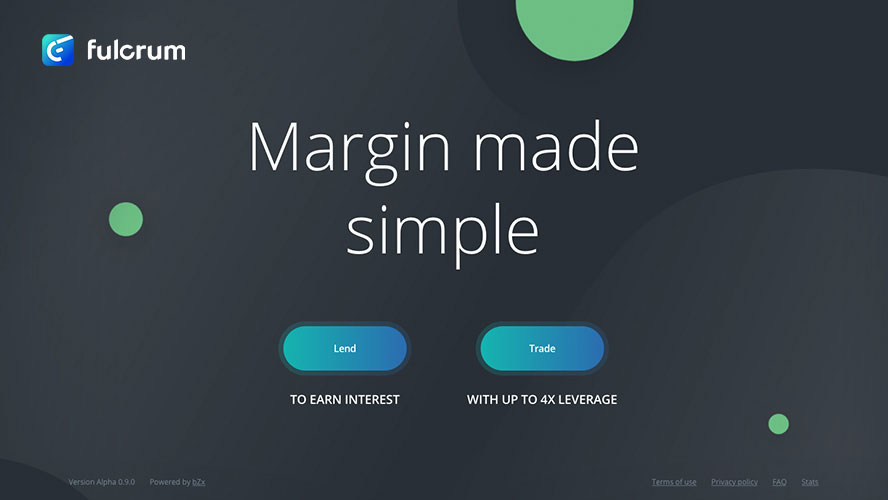 fulcrum
Margin made
simple
Lend
Trade
TO EARN INTEREST
WITH UP TO 4X LEVERAGE
Version Alpha 0.9.0
Powered by bZx
Terms of use
Privacy policy
FAQ
Stats